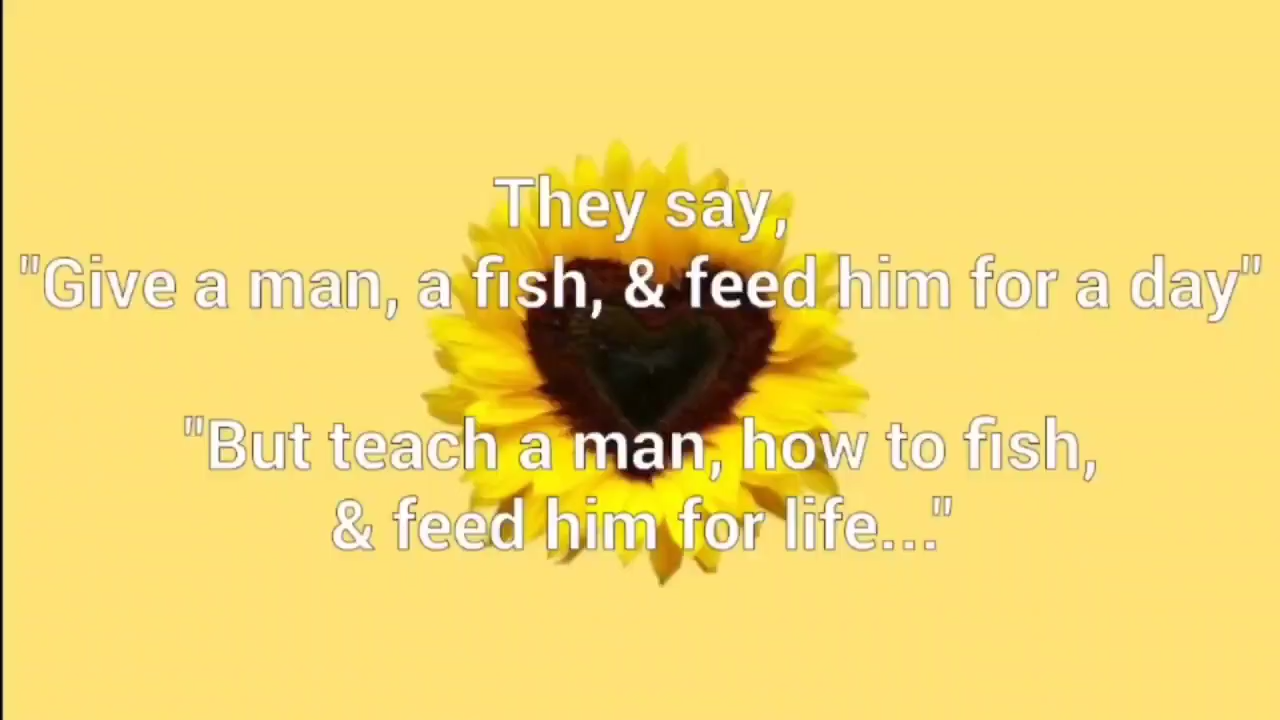 They say,
"Give a man, a fish, & feed him for a day"
"But teach a man, how to fish,
& feed him for life..."